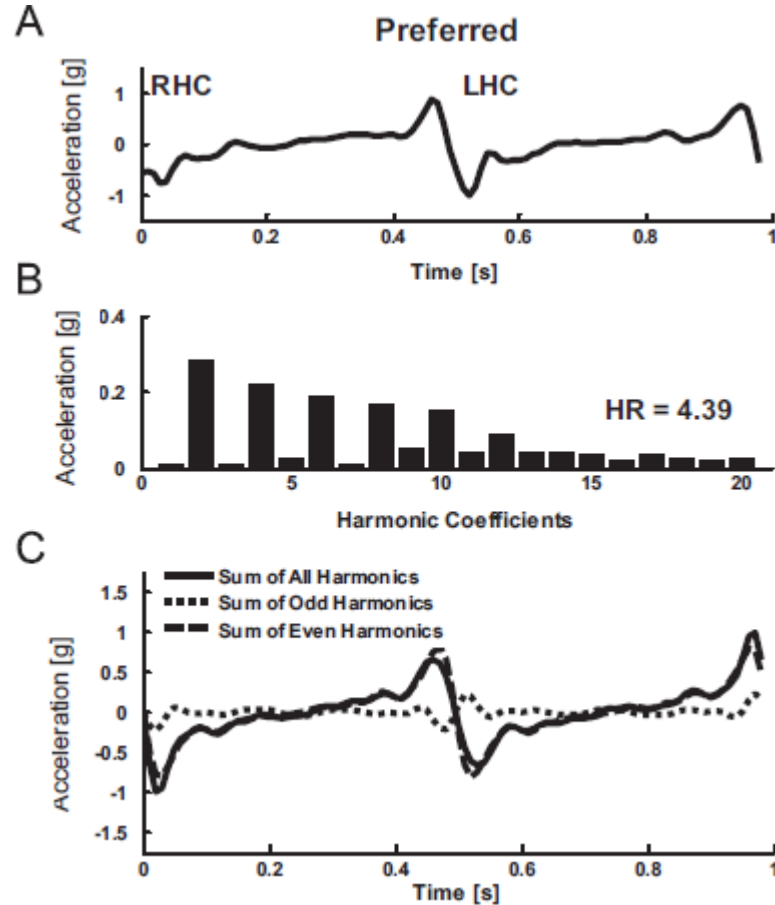 A
Preferred
RHC
LHC
Acceleration [g]
1
0
-1
0
0.2
0.4
0.6
0.8
1
Time [s]
B
Acceleration [g]
0.4
0.2
0
HR = 4.39
0
5
10
15
20
Harmonic Coefficients
C
Sum of All Harmonics
Sum of Odd Harmonics
Sum of Even Harmonics
Acceleration [g]
1.5
1
0.5
0
-0.5
-1
-1.5
0
0.2
0.4
0.6
0.8
1
Time [s]